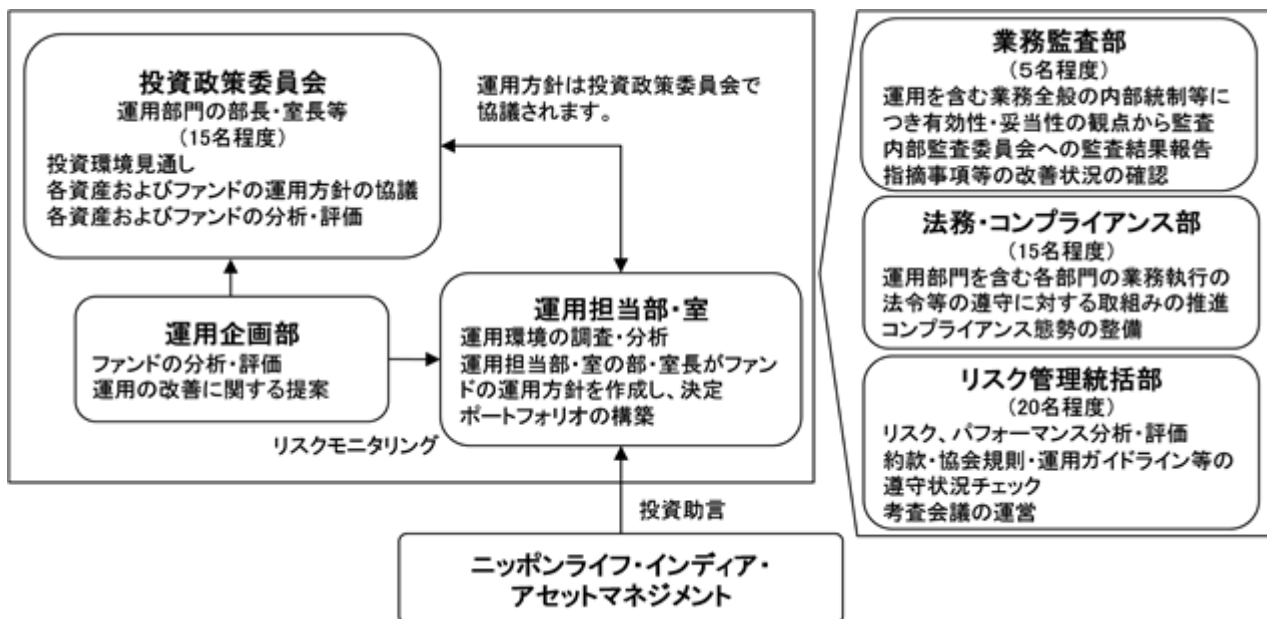 投資政策委員会
運用部門の部長・室長等
(15名程度)
投資環境見通し
各資産およびファンドの運用方針の協議
各資産およびファンドの分析・評価
運用方針は投資政策委員会で
協議されます。
運用企画部
ファンドの分析・評価
運用の改善に関する提案
リスクモニタリング
運用担当部・室
運用環境の調査・分析
運用担当部・室の部・室長がファン
ドの運用方針を作成し、決定
ポートフォリオの構築
投資助言
ニッポンライフ・インディア・
アセットマネジメント
業務監査部
(5名程度)
運用を含む業務全般の内部統制等に
つき有効性・妥当性の観点から監査
内部監査委員会への監査結果報告
指摘事項等の改善状況の確認
法務・コンプライアンス部
(15名程度)
運用部門を含む各部門の業務執行の
法令等の遵守に対する取組みの推進
コンプライアンス態勢の整備
リスク管理統括部
(20名程度)
リスク、パフォーマンス分析・評価
約款・協会規則・運用ガイドライン等の
遵守状況チェック
考査会議の運営